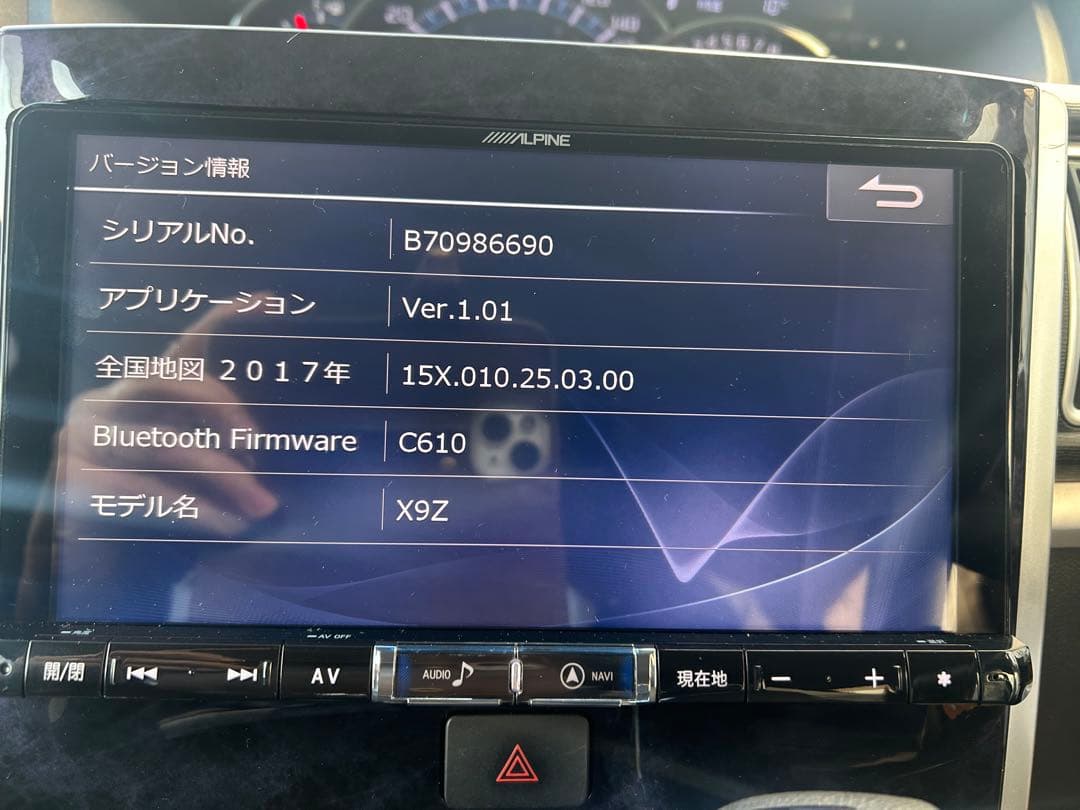 ALPINE
バージョン情報
シリアルNo. B70986690
アプリケーション Ver.1.01
全国地図 ２０１７年 15X.010.25.03.00
Bluetooth Firmware C610
モデル名 X9Z
AV OFF
開/閉 AV AUDIO NAVI 現在地 − + ✱